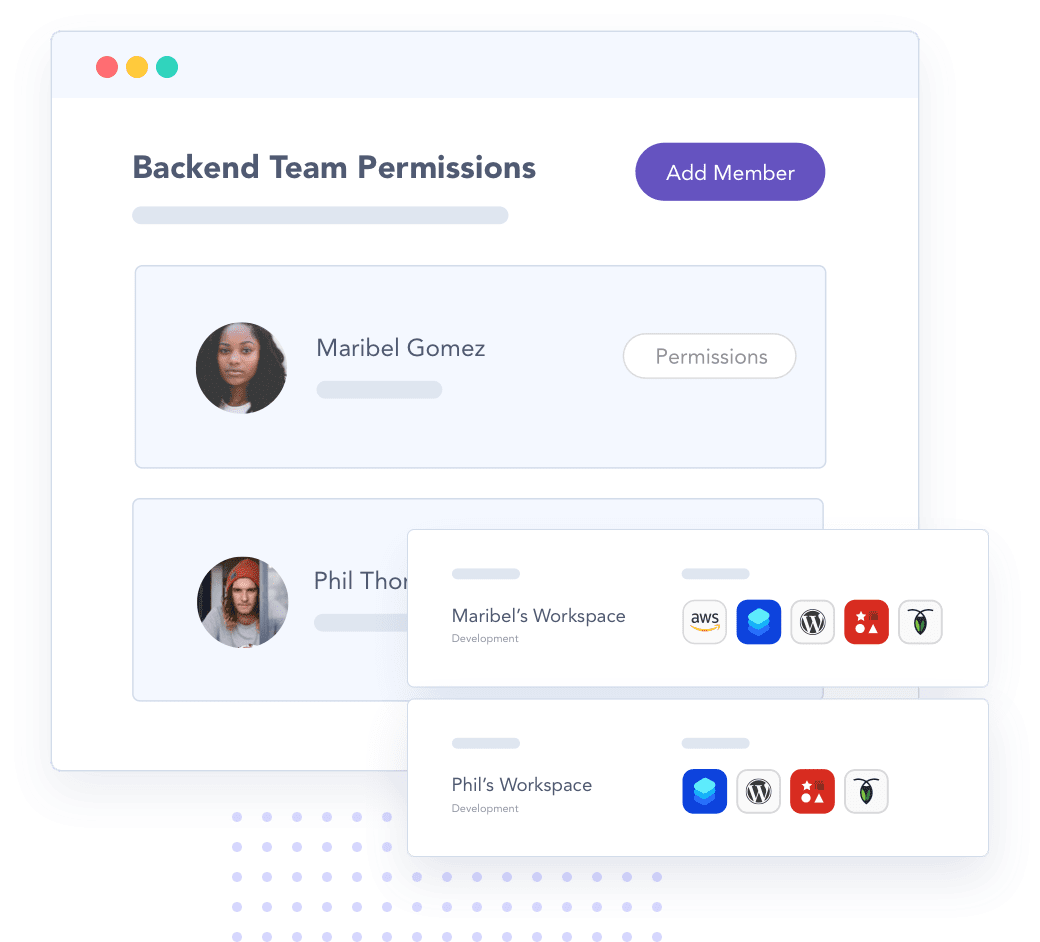 Backend Team Permissions
Add Member
Maribel Gomez
Permissions
Phil Thor
Maribel's Workspace
Development
aws
Phil's Workspace
Development